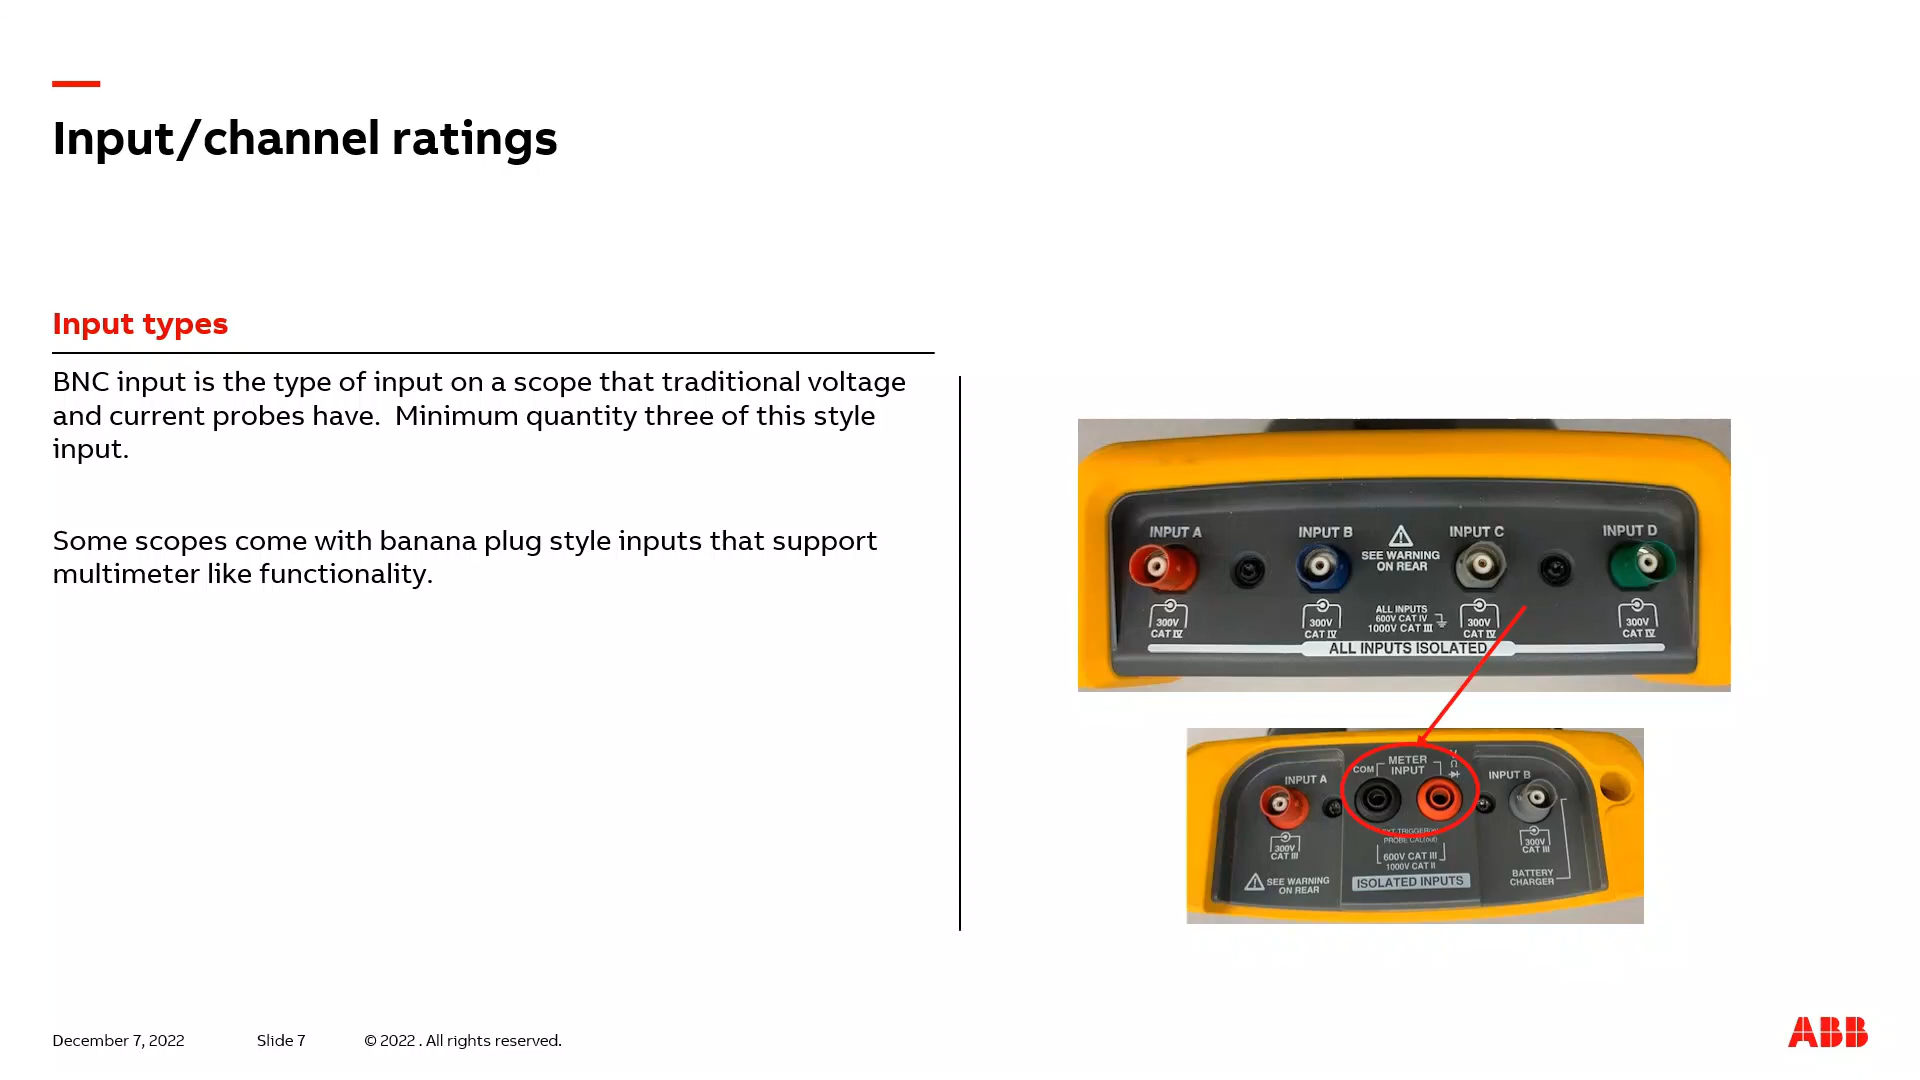 Input/channel ratings
Input types
BNC input is the type of input on a scope that traditional voltage
and current probes have.  Minimum quantity three of this style
input.
Some scopes come with banana plug style inputs that support
multimeter like functionality.
INPUT A
INPUT B
INPUT C
INPUT D
SEE WARNING
ON REAR
300V
CAT IV
300V
CAT IV
ALL INPUTS
600V CAT IV
1000V CAT III
300V
CAT IV
300V
CAT IV
ALL INPUTS ISOLATED
INPUT A
COM
METER
INPUT
V
Ω
INPUT B
300V
CAT III
EXT.TRIGGER(in)
PROBE CAL(out)
600V CAT III
1000V CAT II
300V
CAT III
SEE WARNING
ON REAR
ISOLATED INPUTS
BATTERY
CHARGER
December 7, 2022
Slide 7
© 2022 . All rights reserved.
ABB